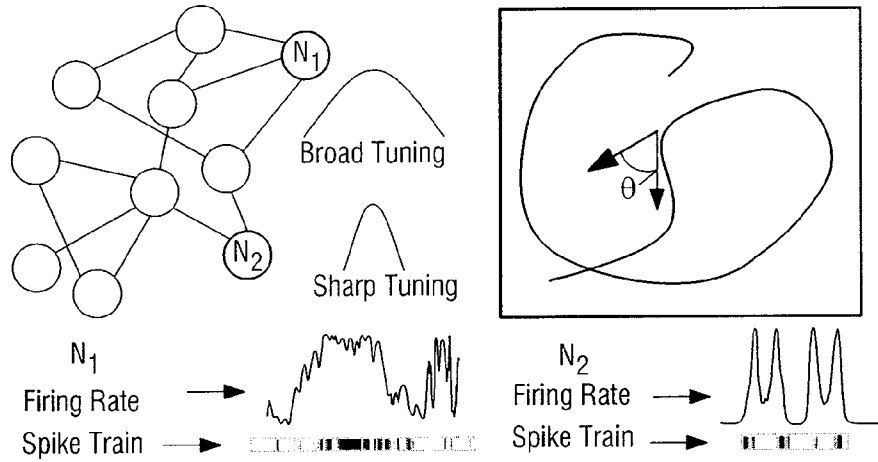 N1
Broad Tuning
N2
Sharp Tuning
θ
N1
Firing Rate
Spike Train
N2
Firing Rate
Spike Train